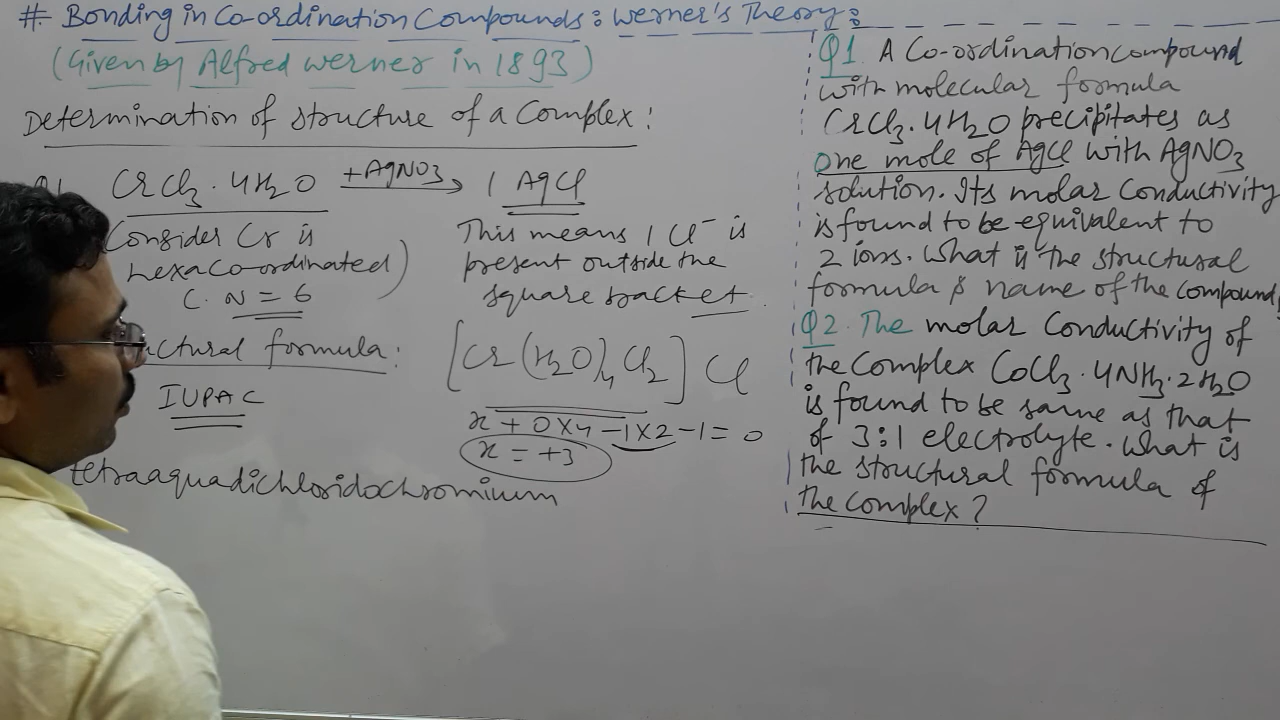 # Bonding in Co-ordination Compounds: Werner's Theory:
(Given by Alfred Werner in 1893)
Determination of structure of a Complex:
CrCl3·4H2O +AgNO3 → 1 AgCl
Consider Cr is
hexacoordinated)
C.N = 6
This means 1 Cl- is
present outside the
square bracket.
ctural formula:
[Cr(H2O)4Cl2]Cl
IUPAC
x + 0×4 -1×2 -1 = 0
x = +3
tetraaquadichloridochromium
Q1. A Co-ordination compound
with molecular formula
CrCl3·4H2O precipitates as
one mole of AgCl with AgNO3
solution. Its molar conductivity
is found to be equivalent to
2 ions. What is the structural
formula & name of the compound
Q2. The molar conductivity of
the complex CoCl3·4NH3·2H2O
is found to be same as that
of 3:1 electrolyte. What is
the structural formula of
the complex?